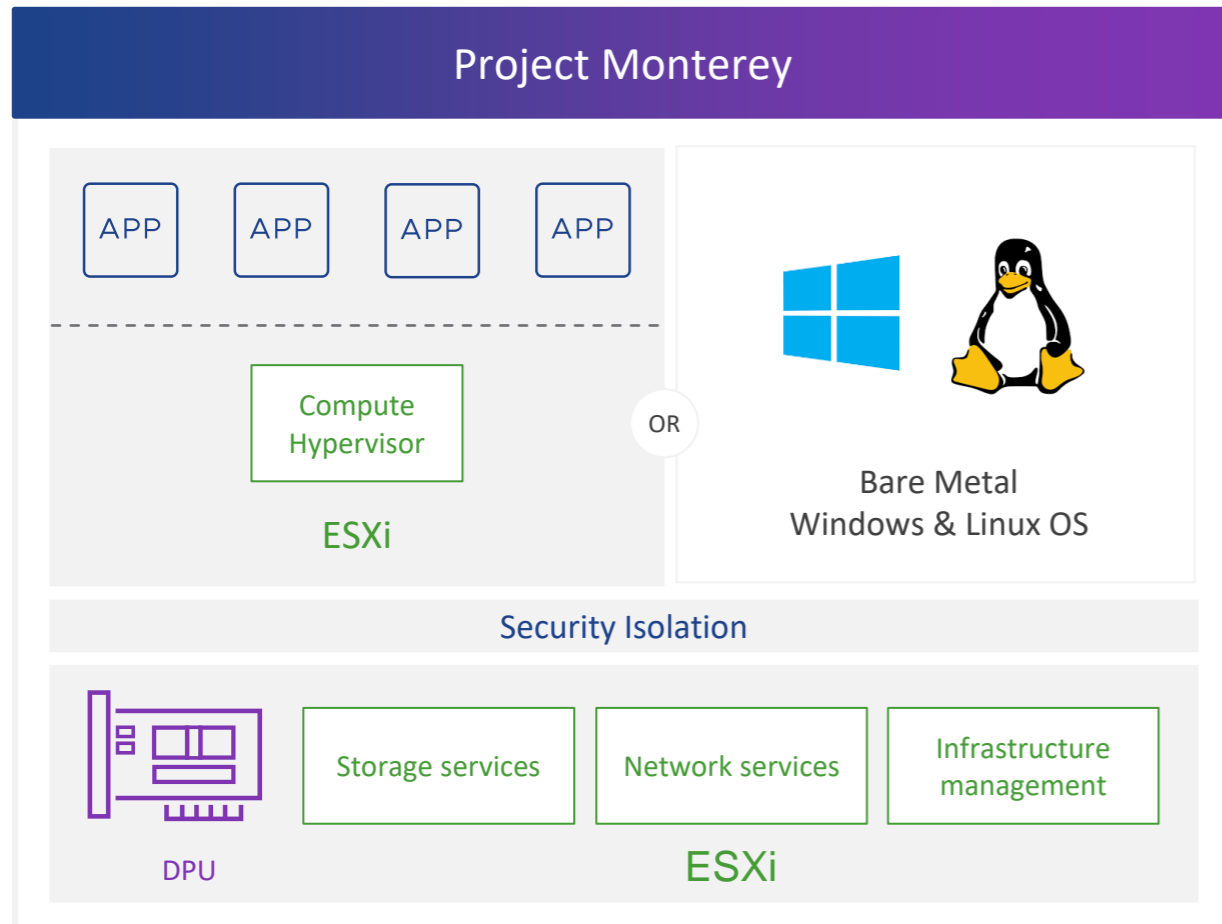 Project Monterey
APP
APP
APP
APP
Compute
Hypervisor
ESXi
OR
Bare Metal
Windows & Linux OS
Security Isolation
Storage services
Network services
Infrastructure
management
DPU
ESXi